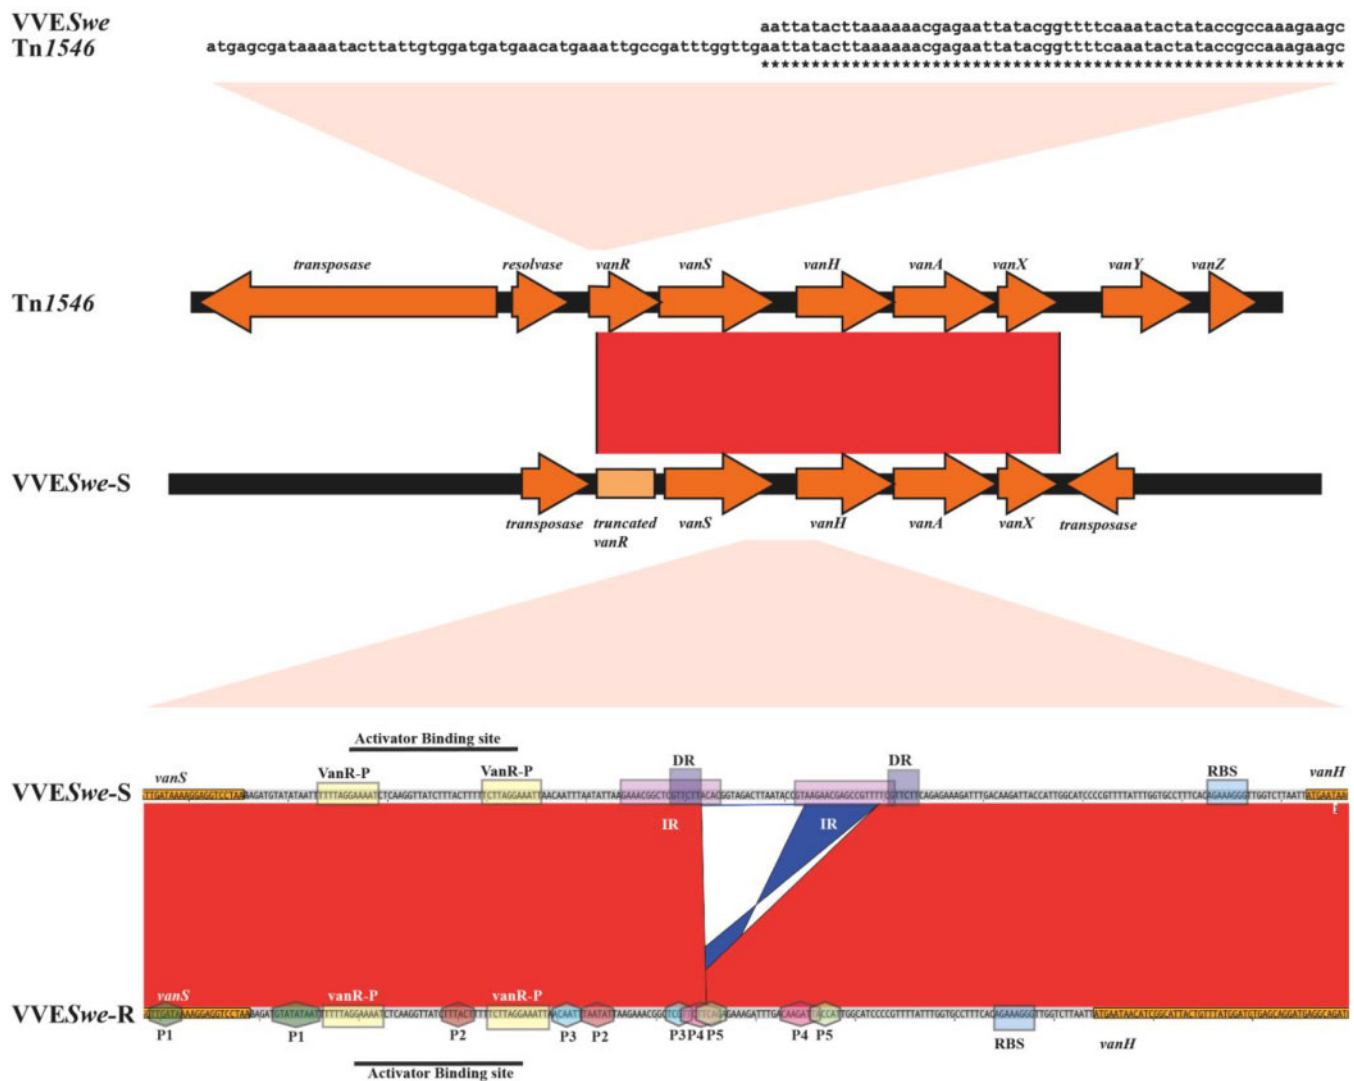 VVESwe aattatacttaaaaaacgagaattatacggttttcaaatactataccgccaaagaagc
Tn1546 atgagcgataaaatacttattgtggatgatgaacatgaaattgccgatttggttgaattatacttaaaaaacgagaattatacggttttcaaatactataccgccaaagaagc
**********************************************************
transposase resolvase vanR vanS vanH vanA vanX vanY vanZ
Tn1546
VVESwe-S
transposase truncated vanR vanS vanH vanA vanX transposase
Activator Binding site
vanS VanR-P VanR-P DR DR RBS vanH
VVESwe-S
IR IR
vanS vanR-P vanR-P
VVESwe-R
P1 P1 P2 P3 P2 P3 P4 P5 P4 P5 RBS vanH
Activator Binding site